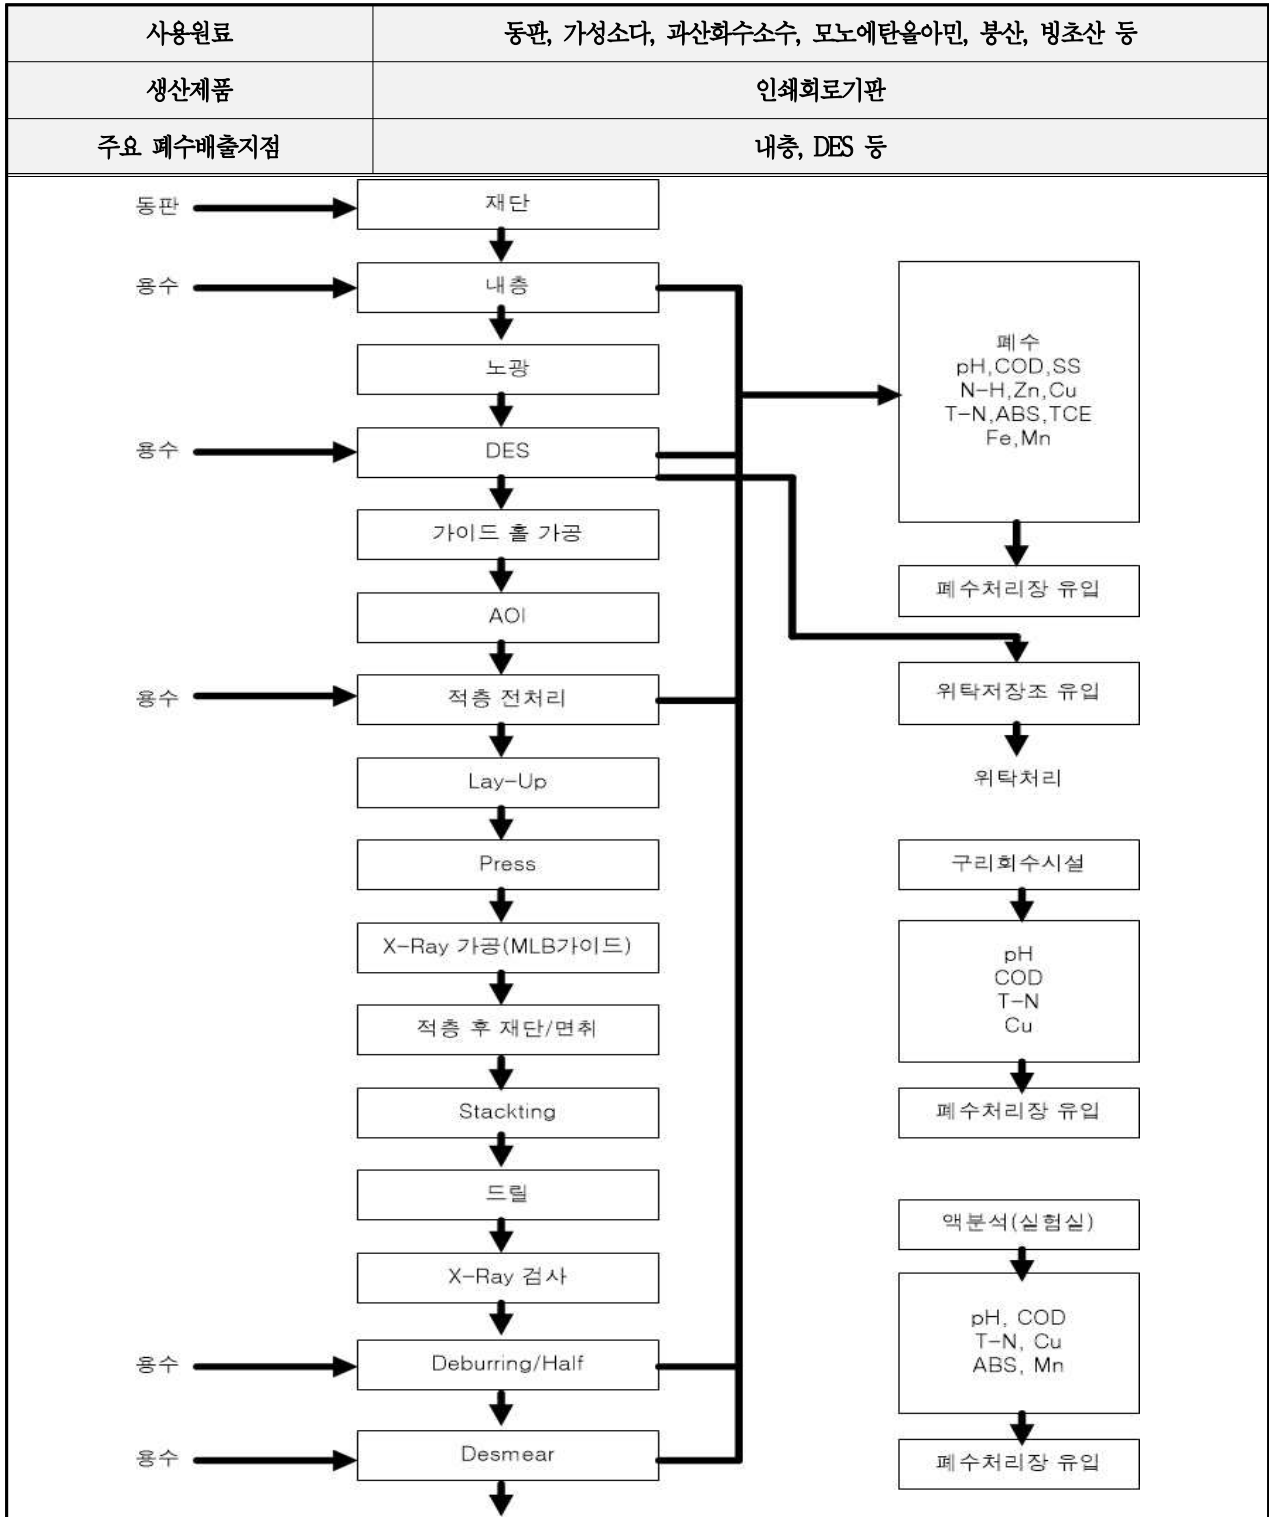 사용원료
동판, 가성소다, 과산화수소수, 모노에탄올아민, 붕산, 빙초산 등
생산제품
인쇄회로기판
주요 폐수배출지점
내층, DES 등
동판
재단
용수
내층
노광
용수
DES
가이드 홀 가공
AOI
용수
적층 전처리
Lay-Up
Press
X-Ray 가공(MLB가이드)
적층 후 재단/면취
Stackting
드릴
X-Ray 검사
용수
Deburring/Half
용수
Desmear
폐수
pH,COD,SS
N-H,Zn,Cu
T-N,ABS,TCE
Fe,Mn
폐수처리장 유입
위탁저장조 유입
위탁처리
구리회수시설
pH
COD
T-N
Cu
폐수처리장 유입
액분석(실험실)
pH, COD
T-N, Cu
ABS, Mn
폐수처리장 유입